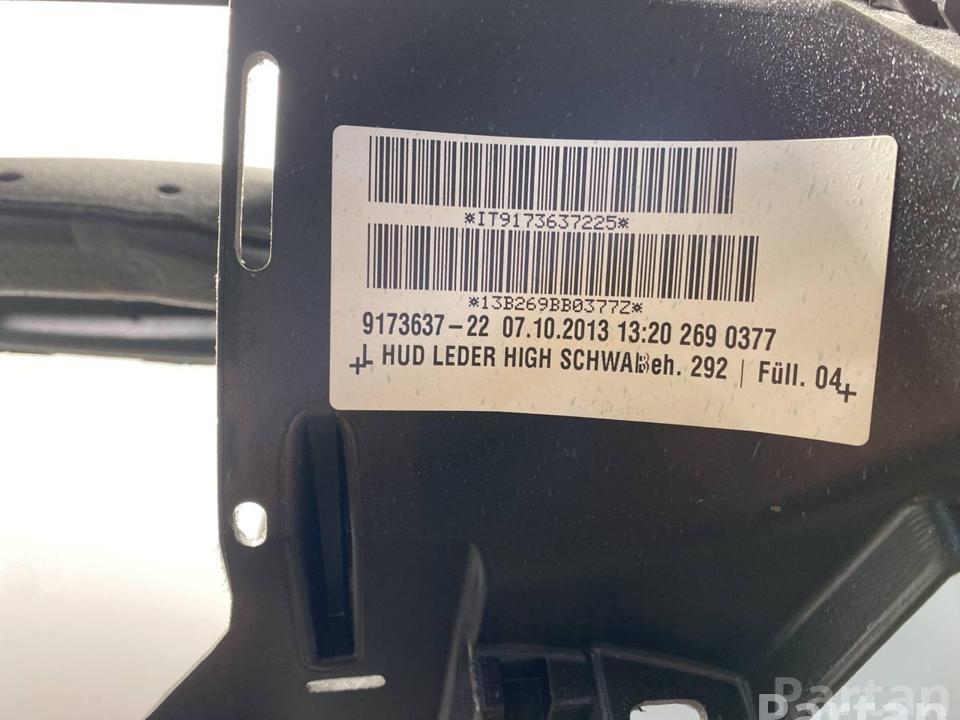 *IT9173637225*
*13B269BB0377Z*
9173637-22 07.10.2013 13:20 269 0377
L HUD LEDER HIGH SCHWABeh. 292 | Füll. 04
Partan
Partan